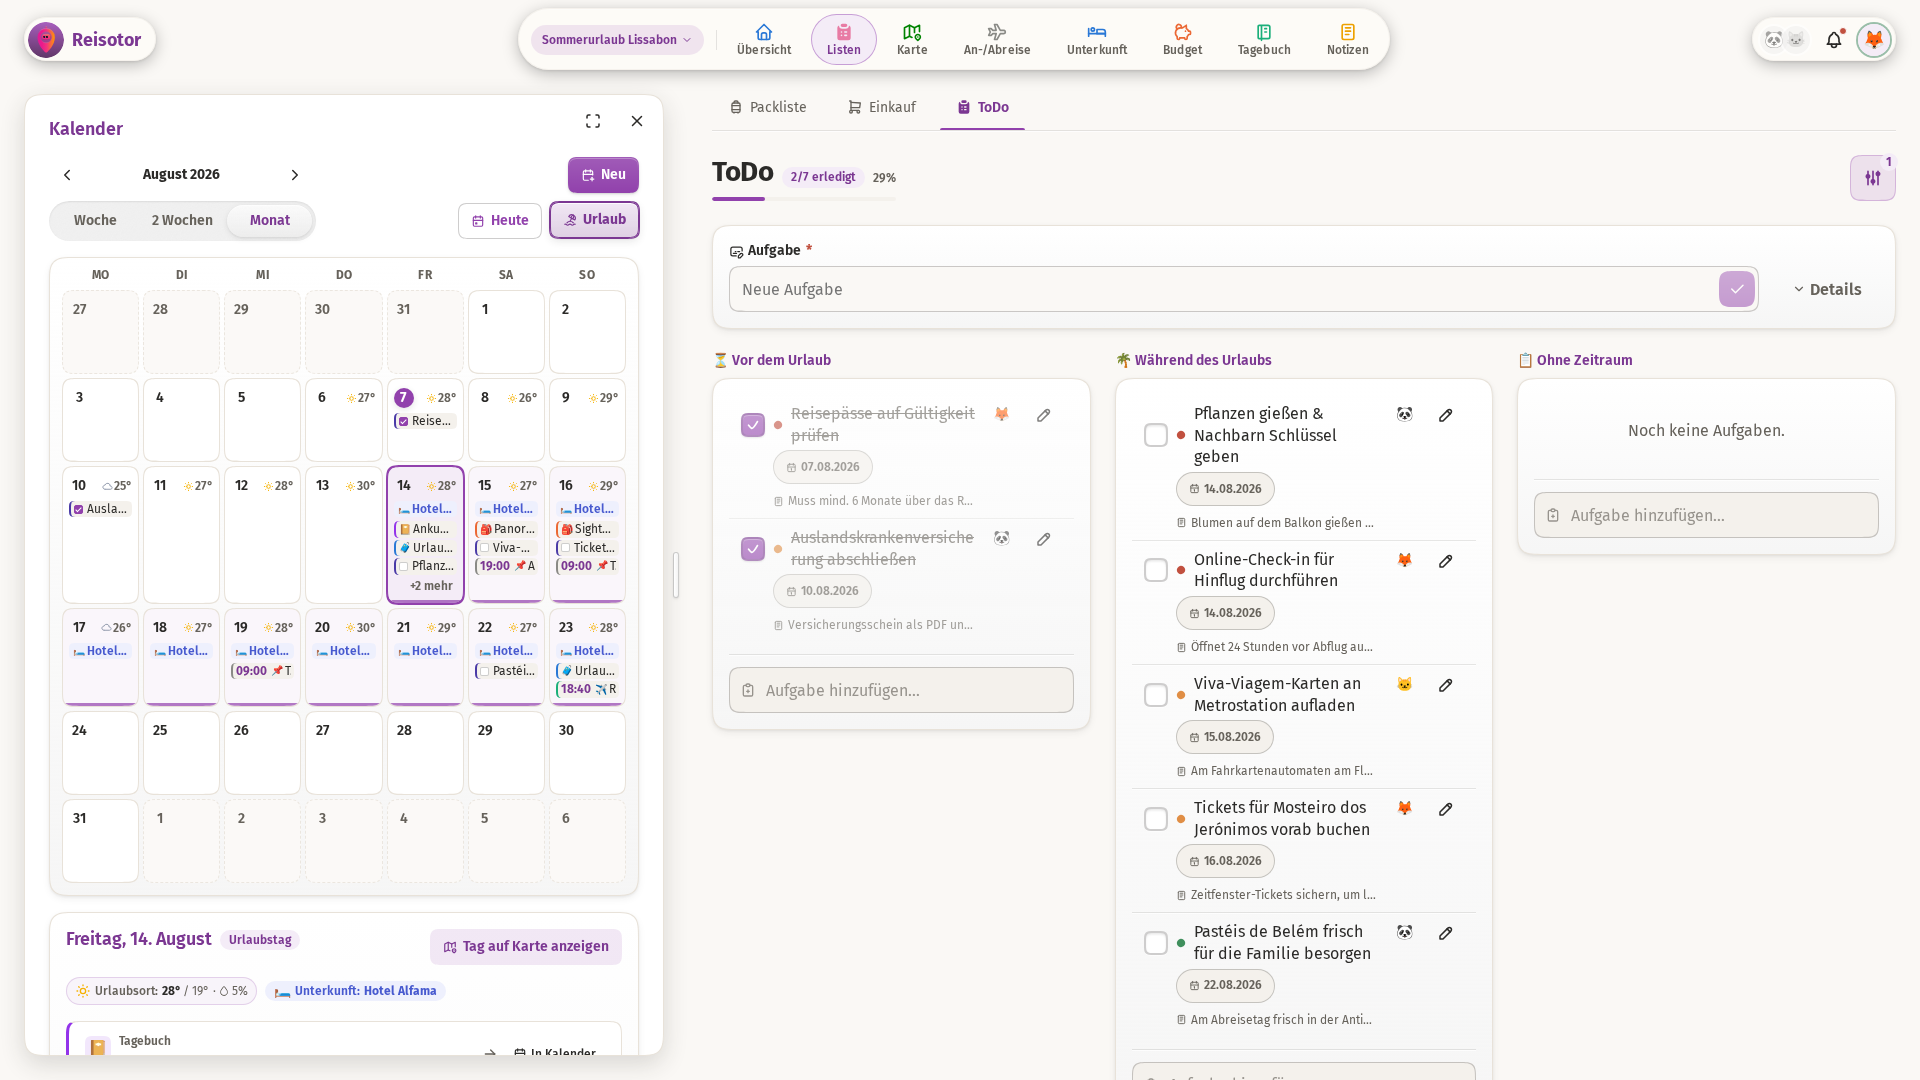 Reisotor
Sommerurlaub Lissabon
Übersicht
Listen
Karte
An-/Abreise
Unterkunft
Budget
Tagebuch
Notizen
Kalender
August 2026
Neu
Woche
2 Wochen
Monat
Heute
Urlaub
MO DI MI DO FR SA SO
27 28 29 30 31 1 2
3 4 5 6 27° 7 28° 8 26° 9 29°
Reise...
10 25° 11 27° 12 28° 13 30° 14 28° 15 27° 16 29°
Ausla... Hotel... Hotel... Hotel...
Anku... Panor... Sight...
Urlau... Viva-... Ticket...
Pflanz... 19:00 A 09:00 T
+2 mehr
17 26° 18 27° 19 28° 20 30° 21 29° 22 27° 23 28°
Hotel... Hotel... Hotel... Hotel... Hotel... Hotel... Hotel...
09:00 T Pastéi... Urlau...
18:40 R
24 25 26 27 28 29 30
31 1 2 3 4 5 6
Freitag, 14. August
Urlaubstag
Tag auf Karte anzeigen
Urlaubsort: 28° / 19° · 5%
Unterkunft: Hotel Alfama
Tagebuch
In Kalender
Packliste
Einkauf
ToDo
ToDo
2/7 erledigt
29%
1
Aufgabe *
Neue Aufgabe
Details
Vor dem Urlaub
Reisepässe auf Gültigkeit
prüfen
07.08.2026
Muss mind. 6 Monate über das R...
Auslandskrankenversiche
rung abschließen
10.08.2026
Versicherungsschein als PDF un...
Aufgabe hinzufügen...
Während des Urlaubs
Pflanzen gießen &
Nachbarn Schlüssel
geben
14.08.2026
Blumen auf dem Balkon gießen ...
Online-Check-in für
Hinflug durchführen
14.08.2026
Öffnet 24 Stunden vor Abflug au...
Viva-Viagem-Karten an
Metrostation aufladen
15.08.2026
Am Fahrkartenautomaten am Fl...
Tickets für Mosteiro dos
Jerónimos vorab buchen
16.08.2026
Zeitfenster-Tickets sichern, um l...
Pastéis de Belém frisch
für die Familie besorgen
22.08.2026
Am Abreisetag frisch in der Anti...
Ohne Zeitraum
Noch keine Aufgaben.
Aufgabe hinzufügen...